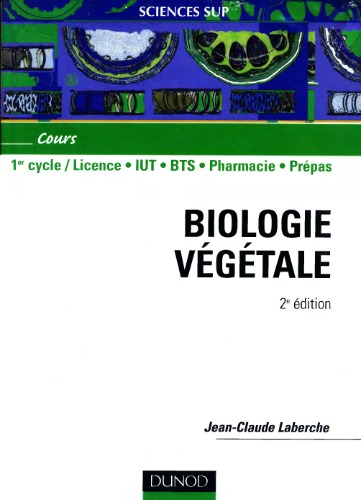 SCIENCES SUP
Cours
1er cycle / Licence • IUT • BTS • Pharmacie • Prépas
BIOLOGIE
VÉGÉTALE
2e édition
Jean-Claude Laberche
DUNOD